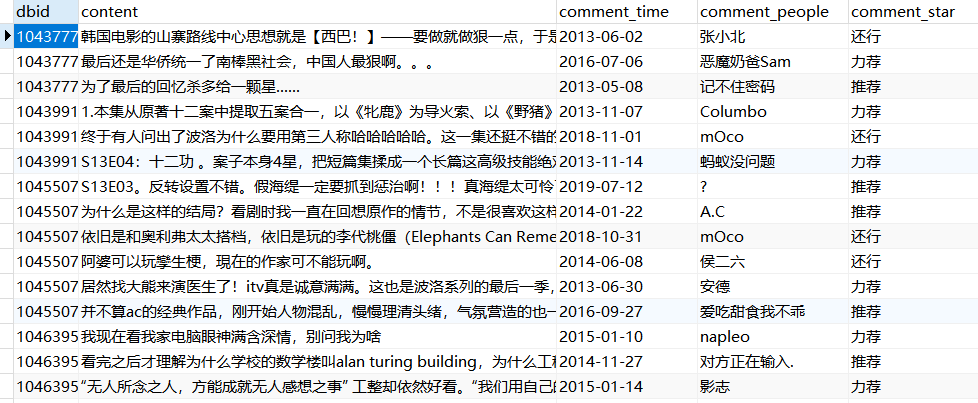 dbid content comment_time comment_people comment_star
1043777 韩国电影的山寨路线中心思想就是【西巴！】——要做就做狠一点，于是 2013-06-02 张小北 还行
1043777 最后还是华侨统一了南棒黑社会，中国人最狠啊。。。 2016-07-06 恶魔奶爸Sam 力荐
1043777 为了最后的回忆杀多给一颗星...... 2013-05-08 记不住密码 推荐
1043991 1.本集从原著十二案中提取五案合一，以《牝鹿》为导火索、以《野猪》 2013-11-07 Columbo 力荐
1043991 终于有人问出了波洛为什么要用第三人称哈哈哈哈哈。这一集还挺不错的 2018-11-01 mOco 还行
1043991 S13E04：十二功 。案子本身4星，把短篇集揉成一个长篇这高级技能绝 2013-11-14 蚂蚁没问题 力荐
1045507 S13E03。反转设置不错。假海缇一定要抓到惩治啊！！！真海缇太可怜 2019-07-12 ? 推荐
1045507 为什么是这样的结局？看剧时我一直在回想原作的情节，不是很喜欢这样 2014-01-22 A.C 推荐
1045507 依旧是和奥利弗太太搭档，依旧是玩的李代桃僵（Elephants Can Reme 2018-10-31 mOco 还行
1045507 阿婆可以玩孿生梗，現在的作家可不能玩啊。 2014-06-08 侯二六 还行
1045507 居然找大能来演医生了！itv真是诚意满满。这也是波洛系列的最后一季， 2013-06-30 安德 力荐
1045507 并不算ac的经典作品，刚开始人物混乱，慢慢理清头绪，气氛营造的也一 2016-09-27 爱吃甜食我不乖 推荐
1046395 我现在看我家电脑眼神满含深情，别问我为啥 2015-01-10 napleo 力荐
1046395 看完之后才理解为什么学校的数学楼叫alan turing building，为什么工程 2014-11-27 对方正在输入. 推荐
1046395 “无人所念之人，方能成就无人感想之事” 工整却依然好看。“我们用自己的 2015-01-14 影志 力荐